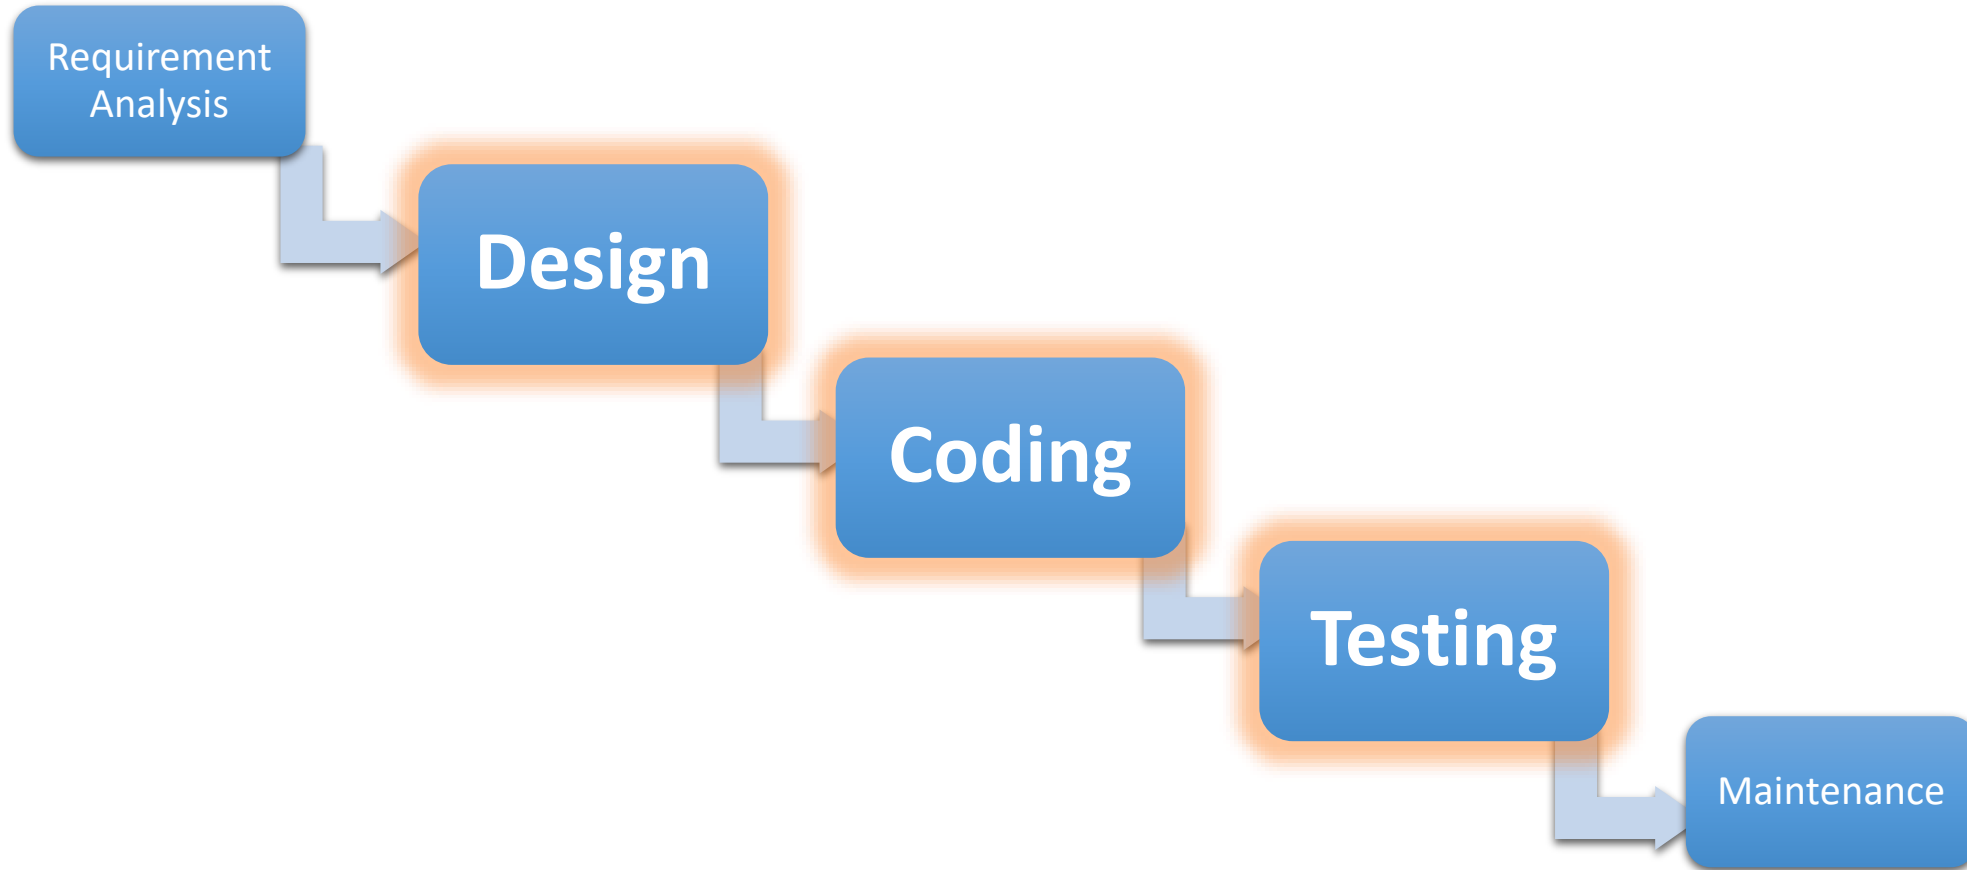 Requirement
Analysis
Design
Coding
Testing
Maintenance